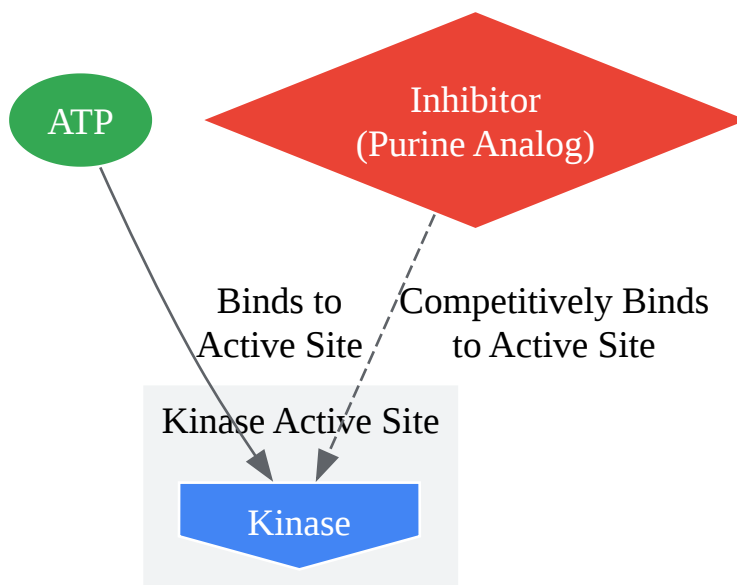 ATP
Inhibitor
(Purine Analog)
Binds to
Active Site
Competitively Binds
to Active Site
Kinase Active Site
Kinase